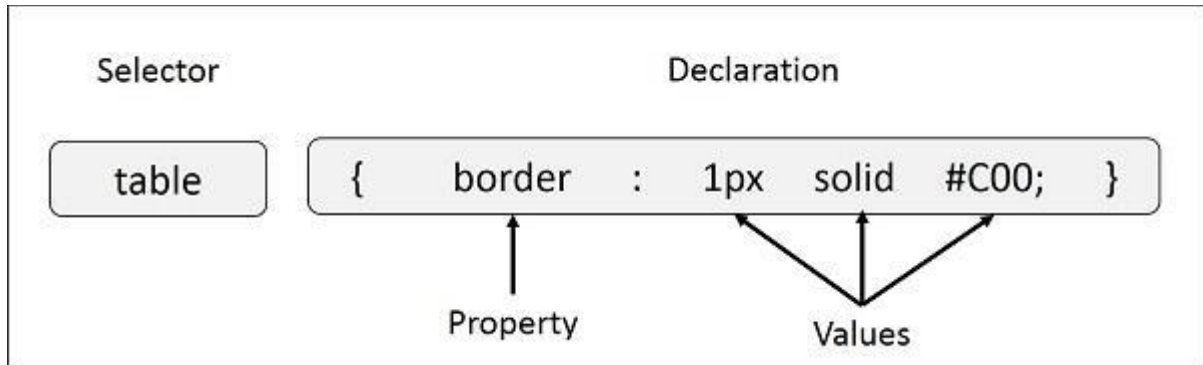 Selector Declaration
table { border : 1px solid #C00; }
Property Values